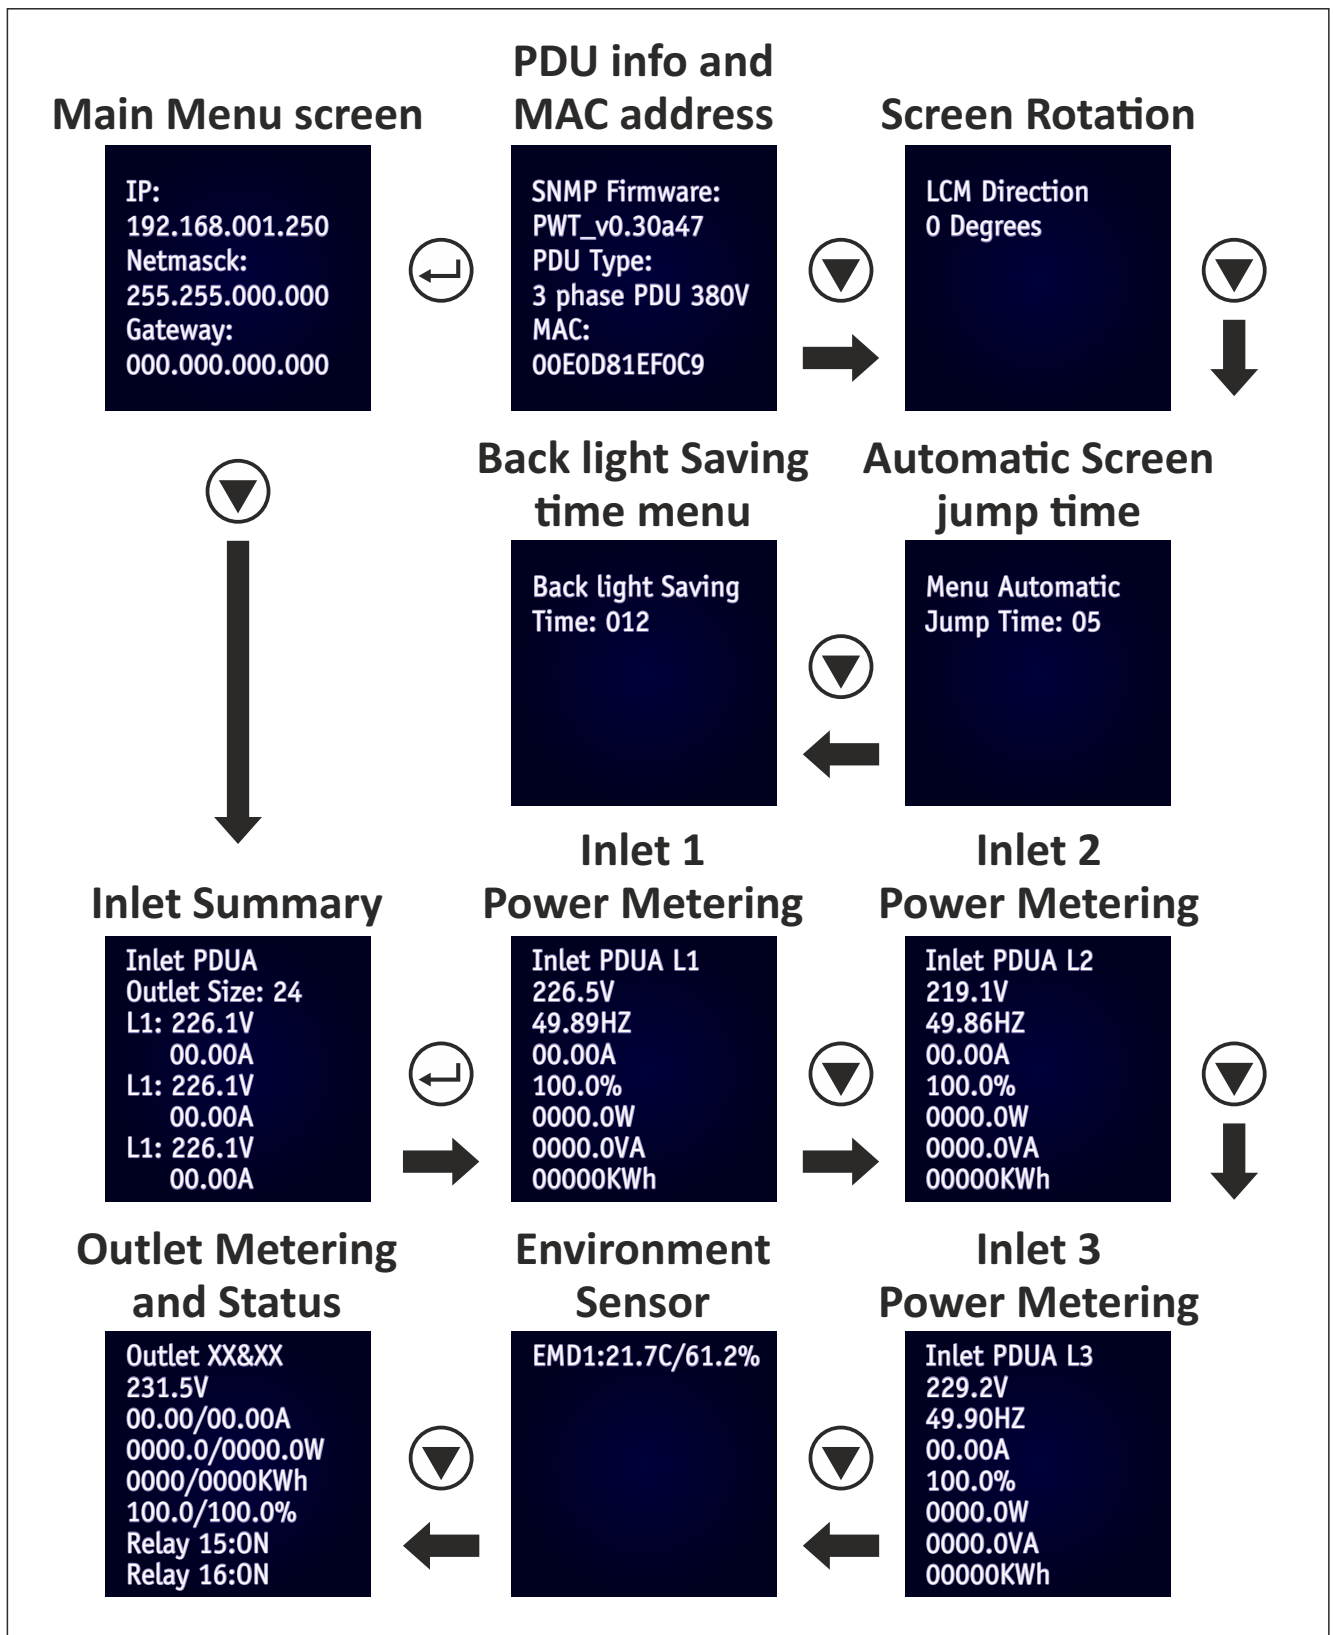 Main Menu screen
IP:
192.168.001.250
Netmasck:
255.255.000.000
Gateway:
000.000.000.000
PDU info and
MAC address
SNMP Firmware:
PWT_v0.30a47
PDU Type:
3 phase PDU 380V
MAC:
00E0D81EF0C9
Screen Rotation
LCM Direction
0 Degrees
Back light Saving
time menu
Back light Saving
Time: 012
Automatic Screen
jump time
Menu Automatic
Jump Time: 05
Inlet Summary
Inlet PDUA
Outlet Size: 24
L1: 226.1V
00.00A
L1: 226.1V
00.00A
L1: 226.1V
00.00A
Inlet 1
Power Metering
Inlet PDUA L1
226.5V
49.89HZ
00.00A
100.0%
0000.0W
0000.0VA
00000KWh
Inlet 2
Power Metering
Inlet PDUA L2
219.1V
49.86HZ
00.00A
100.0%
0000.0W
0000.0VA
00000KWh
Outlet Metering
and Status
Outlet XX&XX
231.5V
00.00/00.00A
0000.0/0000.0W
0000/0000KWh
100.0/100.0%
Relay 15:ON
Relay 16:ON
Environment
Sensor
EMD1:21.7C/61.2%
Inlet 3
Power Metering
Inlet PDUA L3
229.2V
49.90HZ
00.00A
100.0%
0000.0W
0000.0VA
00000KWh